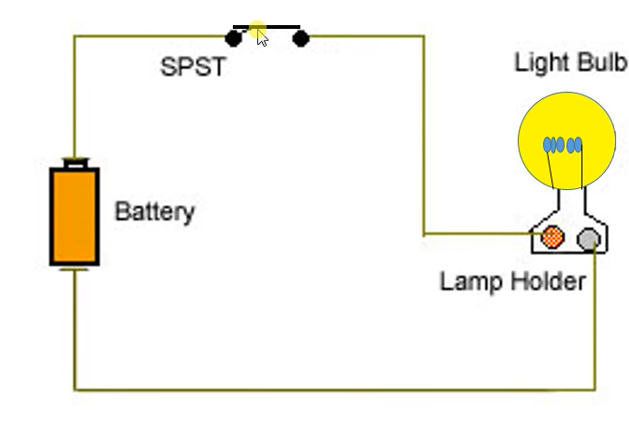 SPST
Light Bulb
Battery
Lamp Holder